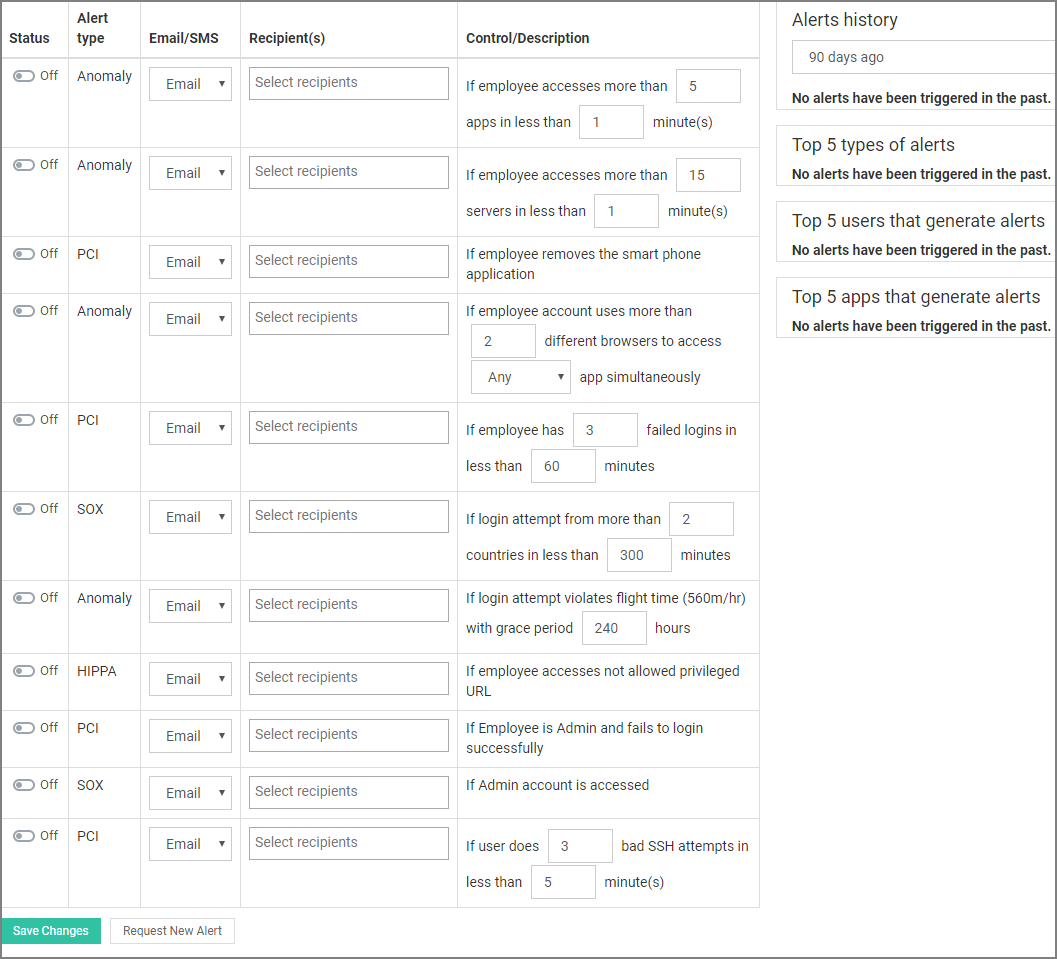 Status Alert type Email/SMS Recipient(s) Control/Description
Off Anomaly Email Select recipients If employee accesses more than 5
apps in less than 1 minute(s)
Off Anomaly Email Select recipients If employee accesses more than 15
servers in less than 1 minute(s)
Off PCI Email Select recipients If employee removes the smart phone
application
Off Anomaly Email Select recipients If employee account uses more than
2 different browsers to access
Any app simultaneously
Off PCI Email Select recipients If employee has 3 failed logins in
less than 60 minutes
Off SOX Email Select recipients If login attempt from more than 2
countries in less than 300 minutes
Off Anomaly Email Select recipients If login attempt violates flight time (560m/hr)
with grace period 240 hours
Off HIPPA Email Select recipients If employee accesses not allowed privileged
URL
Off PCI Email Select recipients If Employee is Admin and fails to login
successfully
Off SOX Email Select recipients If Admin account is accessed
Off PCI Email Select recipients If user does 3 bad SSH attempts in
less than 5 minute(s)
Save Changes Request New Alert
Alerts history
90 days ago
No alerts have been triggered in the past.
Top 5 types of alerts
No alerts have been triggered in the past.
Top 5 users that generate alerts
No alerts have been triggered in the past.
Top 5 apps that generate alerts
No alerts have been triggered in the past.